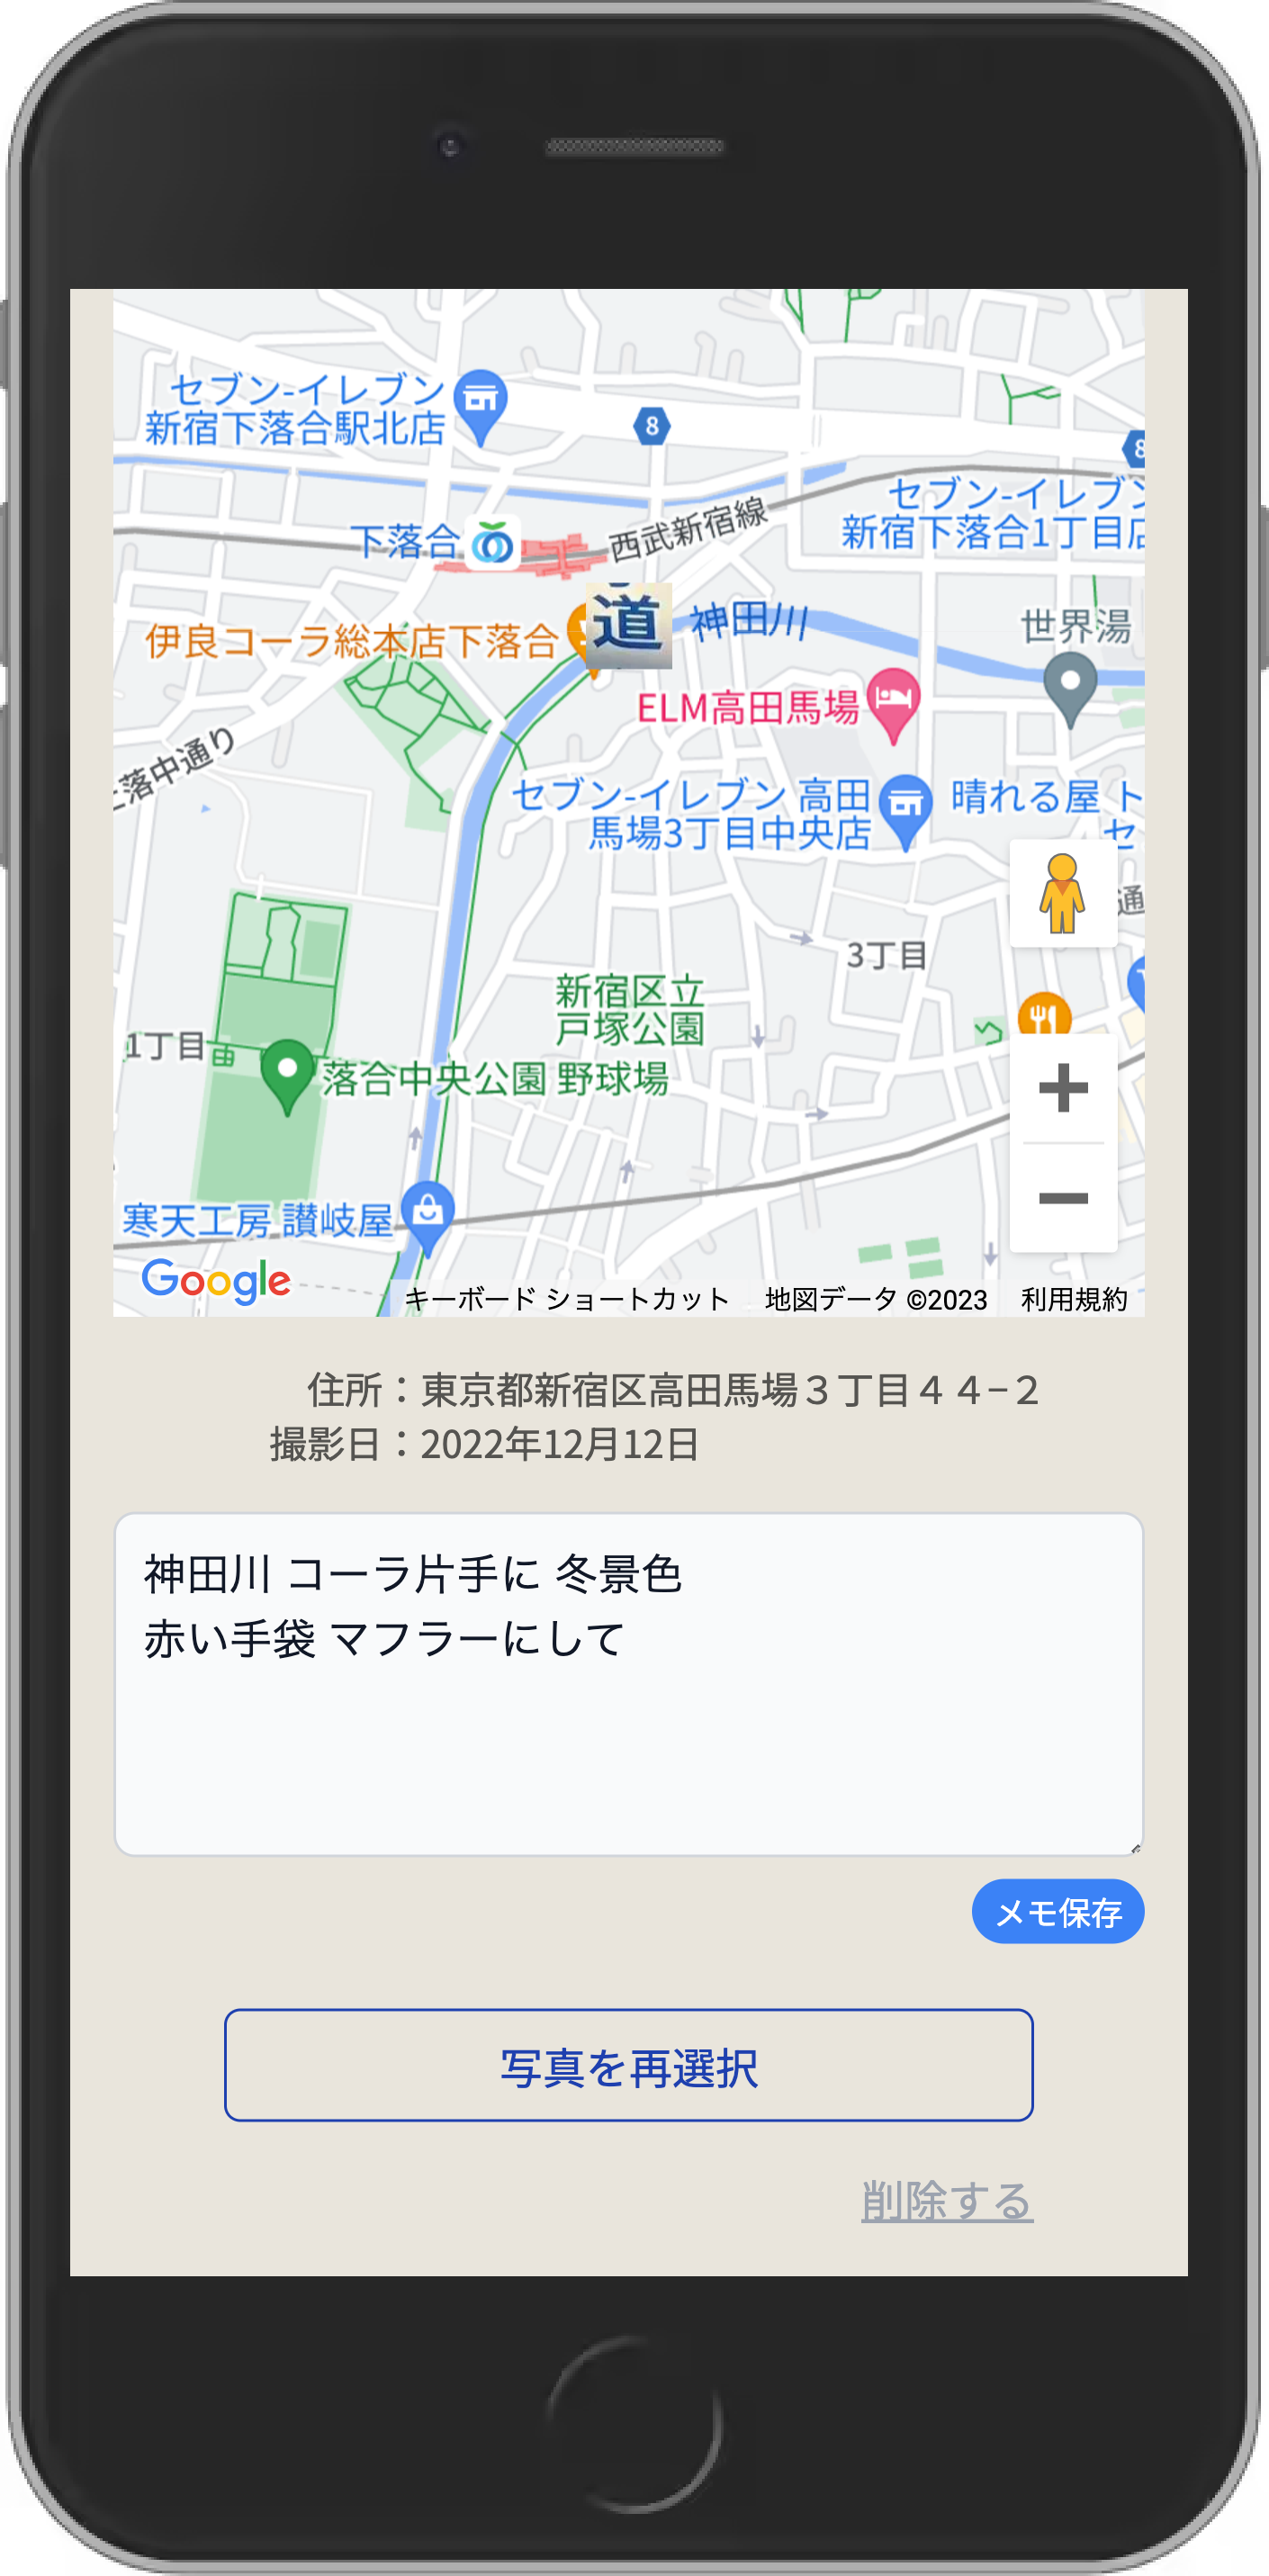 セブン-イレブン
新宿下落合駅北店
8
8
セブン-イレブン
新宿下落合1丁目店
西武新宿線
下落合
道
神田川
世界湯
伊良コーラ総本店下落合
ELM高田馬場
落中通り
セブン-イレブン 高田
馬場3丁目中央店
晴れる屋 ト
セ
通
3丁目
新宿区立
戸塚公園
1丁目
落合中央公園 野球場
寒天工房 讃岐屋
Google
キーボード ショートカット 地図データ ©2023 利用規約
住所:東京都新宿区高田馬場3丁目44−2
撮影日:2022年12月12日
神田川 コーラ片手に 冬景色
赤い手袋 マフラーにして
メモ保存
写真を再選択
削除する